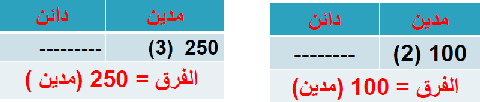 مدين دائن
100 (2) --------
الفرق = 100 (مدين)
مدين دائن
250 (3) ---------
الفرق = 250 (مدين )